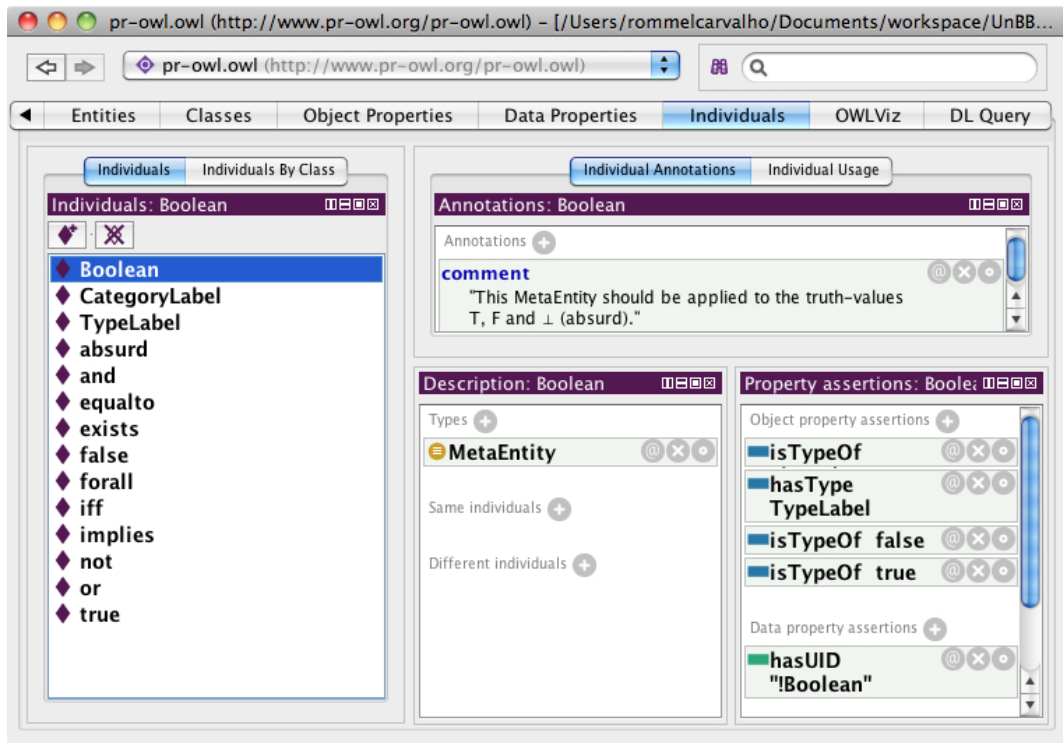 pr-owl.owl (http://www.pr-owl.org/pr-owl.owl) – [/Users/rommelcarvalho/Documents/workspace/UnBB...
pr-owl.owl (http://www.pr-owl.org/pr-owl.owl)
Entities Classes Object Properties Data Properties Individuals OWLViz DL Query
Individuals Individuals By Class
Individuals: Boolean
Boolean
CategoryLabel
TypeLabel
absurd
and
equalto
exists
false
forall
iff
implies
not
or
true
Individual Annotations Individual Usage
Annotations: Boolean
Annotations
comment
"This MetaEntity should be applied to the truth-values
T, F and ⊥ (absurd)."
Description: Boolean
Types
MetaEntity
Same individuals
Different individuals
Property assertions: Boolea
Object property assertions
isTypeOf
hasType
TypeLabel
isTypeOf false
isTypeOf true
Data property assertions
hasUID
"!Boolean"